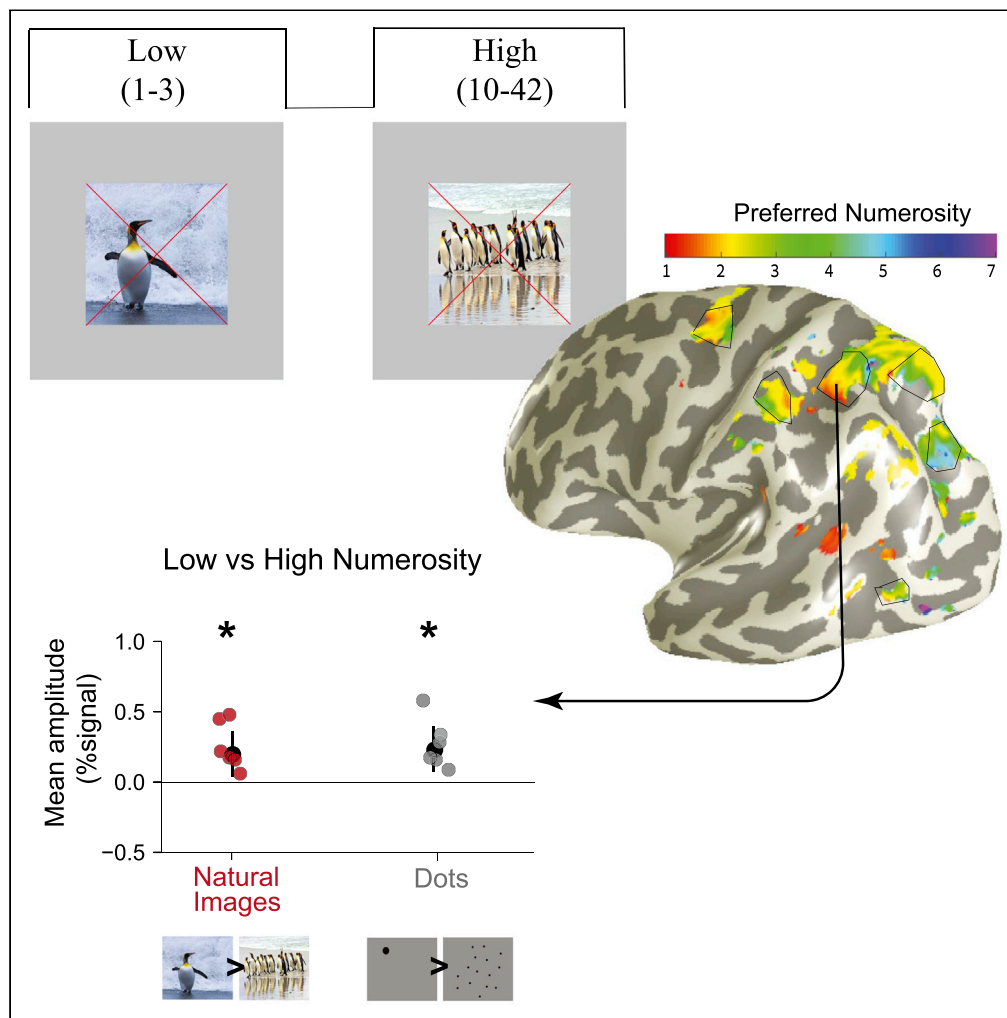 Low
(1-3)
High
(10-42)
Preferred Numerosity
1 2 3 4 5 6 7
Low vs High Numerosity
* *
Mean amplitude
(%signal)
1.0
0.5
0.0
−0.5
Natural
Images
Dots
> >